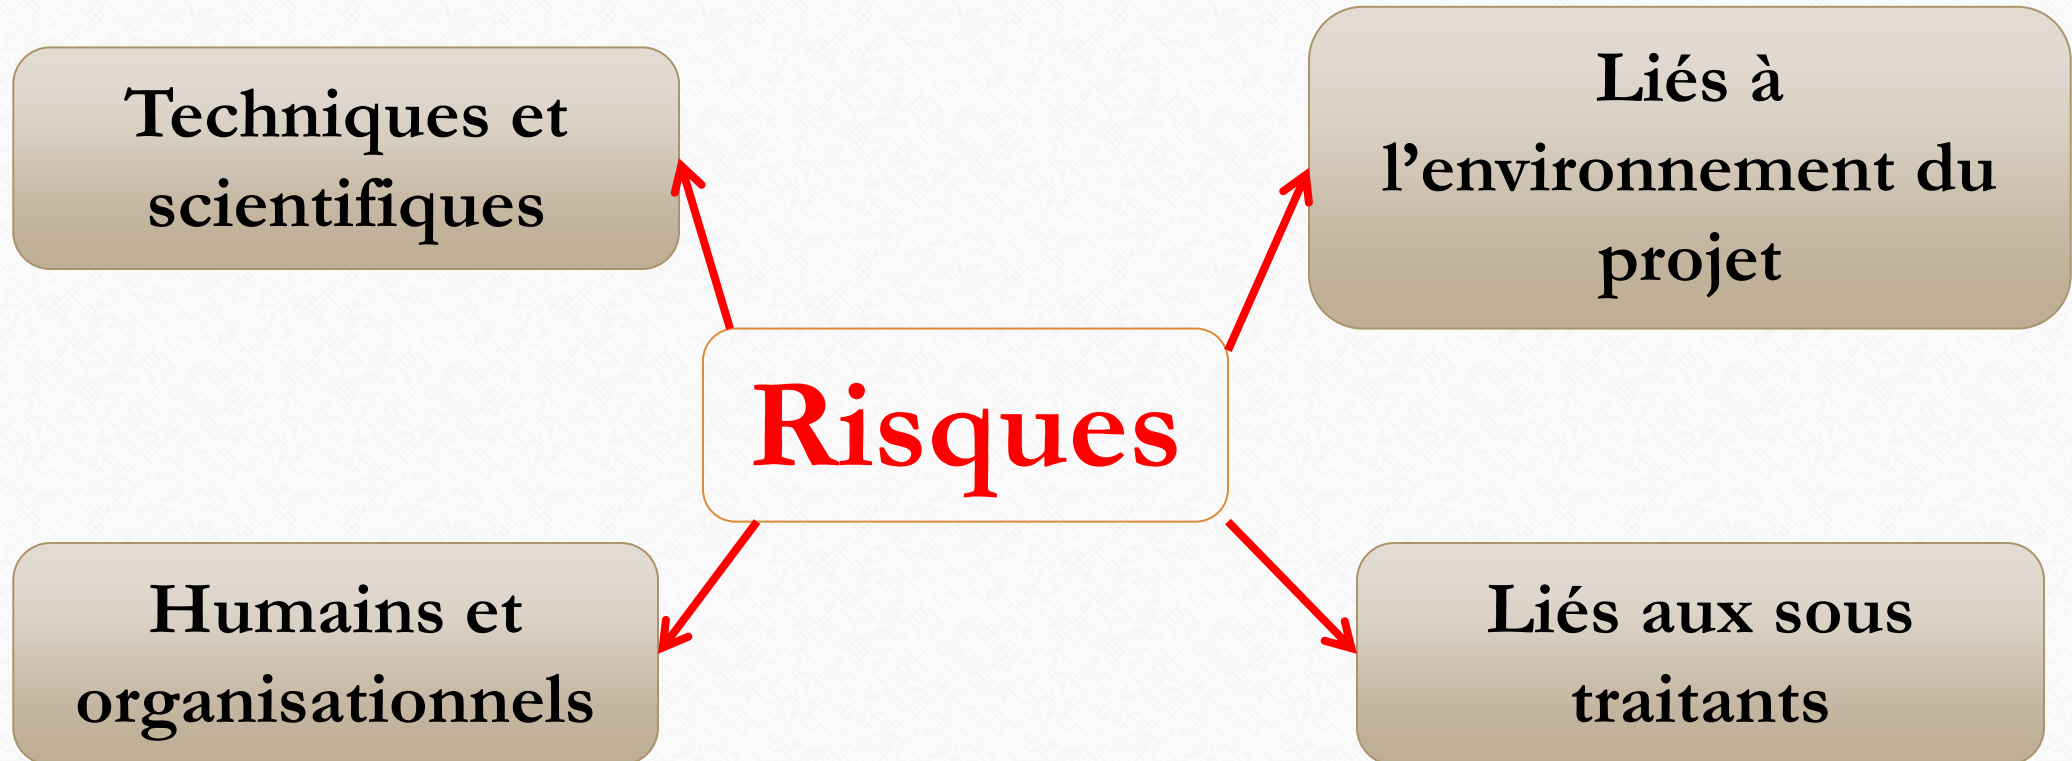 Techniques et
scientifiques
Liés à
l’environnement du
projet
Risques
Humains et
organisationnels
Liés aux sous
traitants